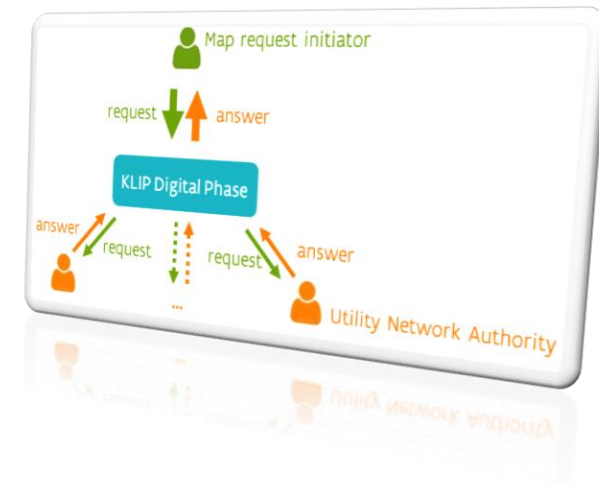 Map request initiator
request
answer
KLIP Digital Phase
answer
request
request
answer
...
Utility Network Authority